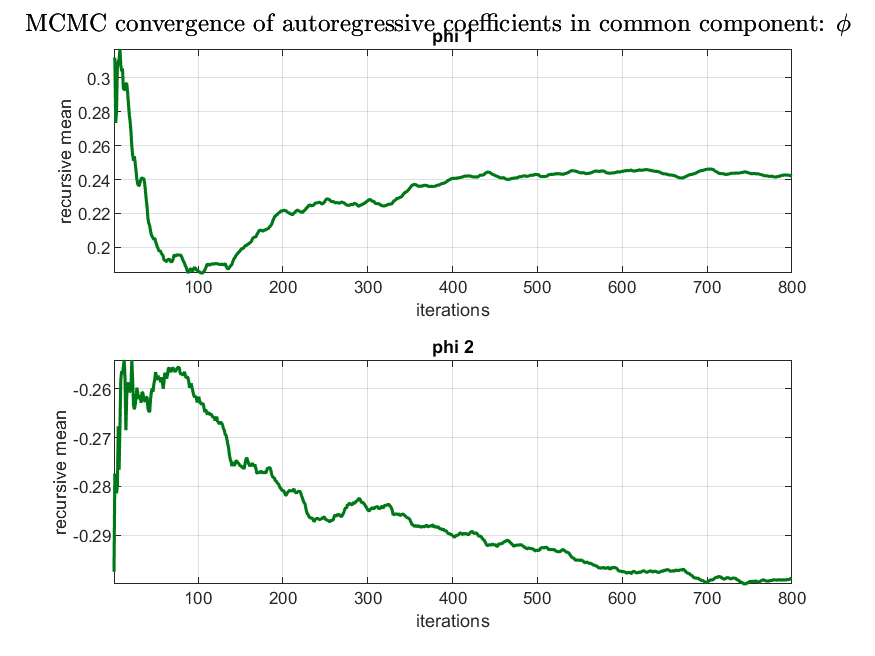 MCMC convergence of autoregressive coefficients in common component: ϕ
phi 1
recursive mean
0.3
0.28
0.26
0.24
0.22
0.2
100 200 300 400 500 600 700 800
iterations
phi 2
recursive mean
-0.26
-0.27
-0.28
-0.29
100 200 300 400 500 600 700 800
iterations